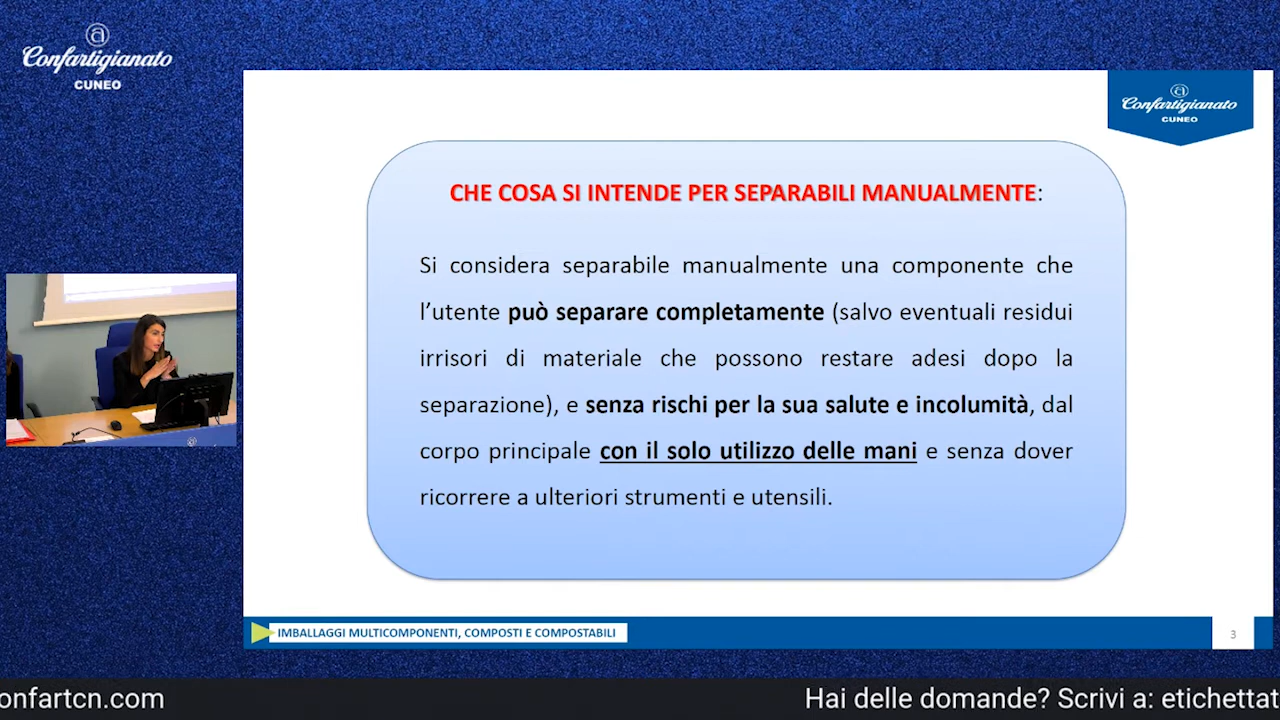 Confartigianato
CUNEO
Confartigianato
CUNEO
CHE COSA SI INTENDE PER SEPARABILI MANUALMENTE:
Si considera separabile manualmente una componente che
l’utente può separare completamente (salvo eventuali residui
irrisori di materiale che possono restare adesi dopo la
separazione), e senza rischi per la sua salute e incolumità, dal
corpo principale con il solo utilizzo delle mani e senza dover
ricorrere a ulteriori strumenti e utensili.
IMBALLAGGI MULTICOMPONENTI, COMPOSTI E COMPOSTABILI
3
onfartcn.com
Hai delle domande? Scrivi a: etichettat